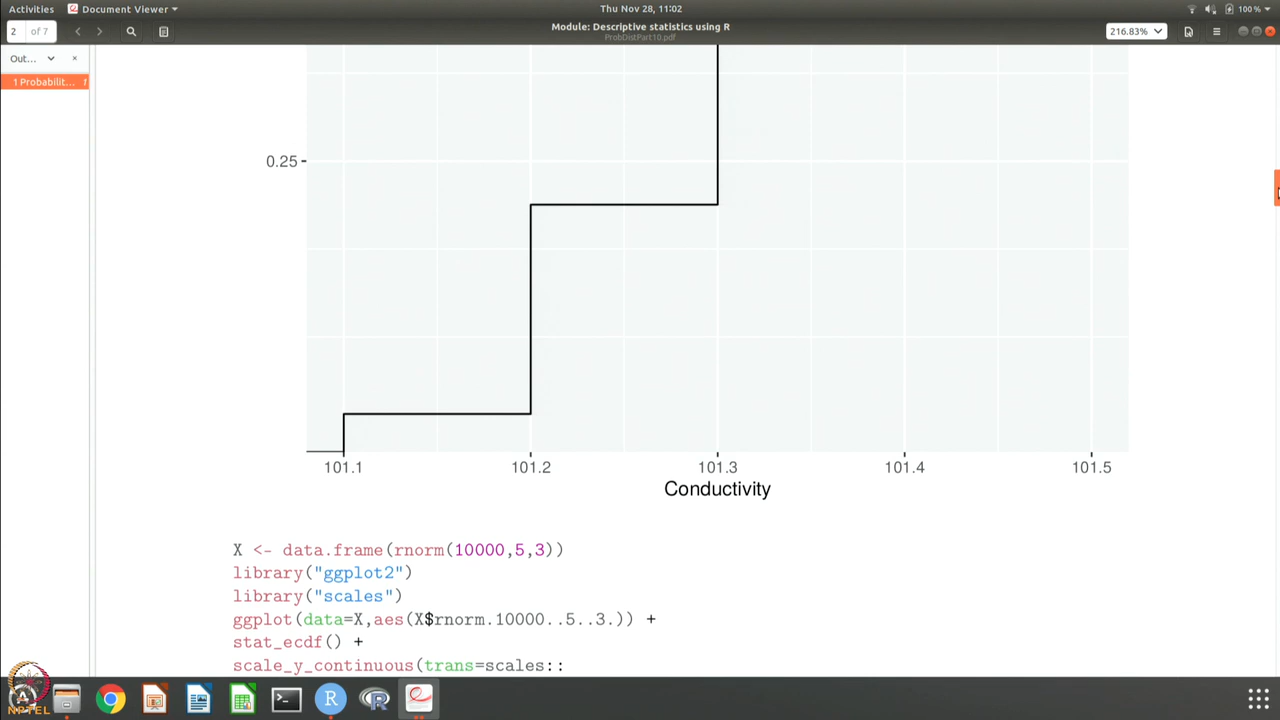 Activities
Document Viewer
Thu Nov 28, 11:02
100 %
2
of 7
Module: Descriptive statistics using R
ProbDistPart10.pdf
216.83%
Out...
×
1 Probabilit... 1
0.25
101.1
101.2
101.3
101.4
101.5
Conductivity
X <- data.frame(rnorm(10000,5,3))
library("ggplot2")
library("scales")
ggplot(data=X,aes(X$rnorm.10000..5..3.)) +
stat_ecdf() +
scale_y_continuous(trans=scales::
NPTEL